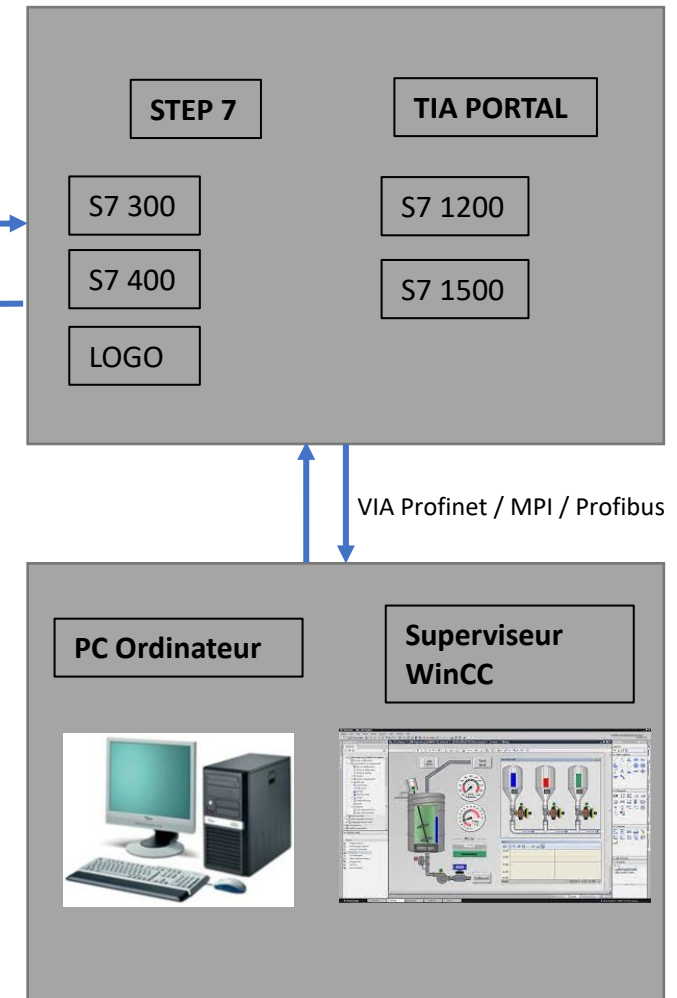 STEP 7
TIA PORTAL
S7 300
S7 1200
S7 400
S7 1500
LOGO
VIA Profinet / MPI / Profibus
PC Ordinateur
Superviseur
WinCC